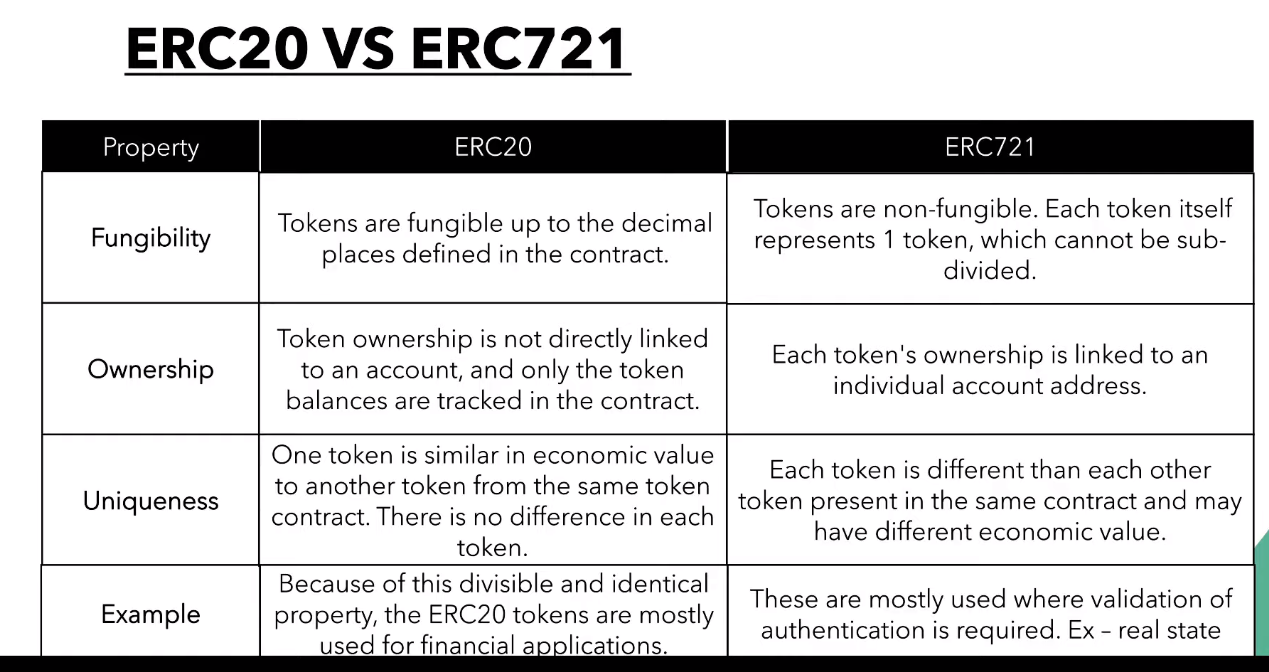 ERC20 VS ERC721
Property
ERC20
ERC721
Fungibility
Tokens are fungible up to the decimal
places defined in the contract.
Tokens are non-fungible. Each token itself
represents 1 token, which cannot be sub-
divided.
Ownership
Token ownership is not directly linked
to an account, and only the token
balances are tracked in the contract.
Each token's ownership is linked to an
individual account address.
Uniqueness
One token is similar in economic value
to another token from the same token
contract. There is no difference in each
token.
Each token is different than each other
token present in the same contract and may
have different economic value.
Example
Because of this divisible and identical
property, the ERC20 tokens are mostly
used for financial applications.
These are mostly used where validation of
authentication is required. Ex – real state